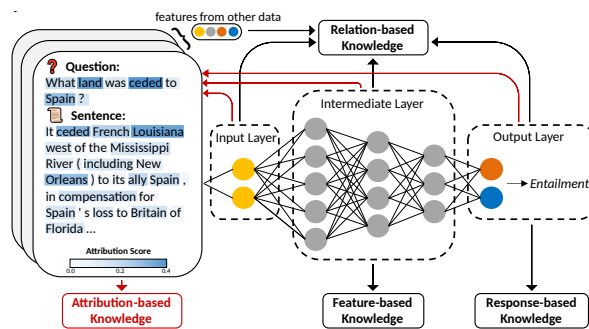 features from other data
Relation-based
Knowledge
Question:
What land was ceded to
Spain ?
Sentence:
It ceded French Louisiana
west of the Mississippi
River ( including New
Orleans ) to its ally Spain ,
in compensation for
Spain ' s loss to Britain of
Florida ...
Attribution Score
0.0 0.2 0.4
Input Layer
Intermediate Layer
Output Layer
Entailment
Attribution-based
Knowledge
Feature-based
Knowledge
Response-based
Knowledge